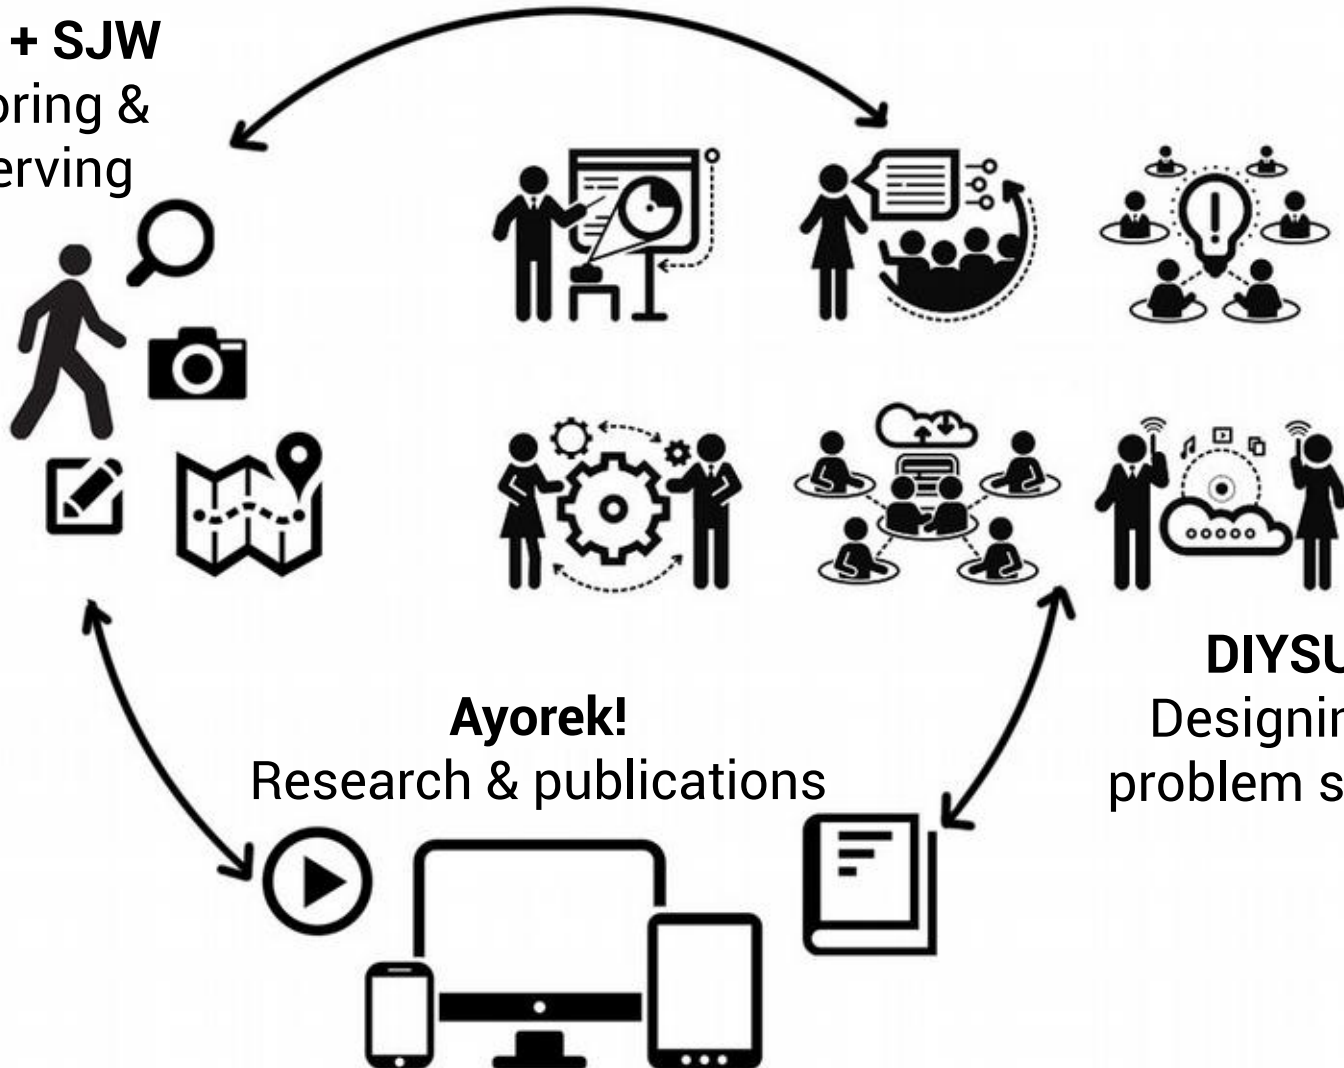 + SJW
oring &
erving
Ayorek!
Research & publications
DIYSU
Designin
problem s